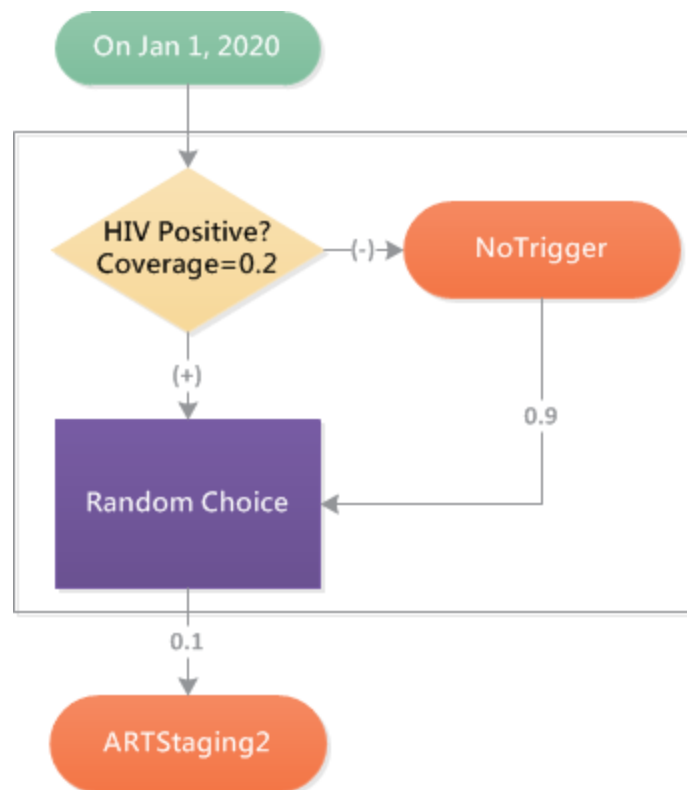 On Jan 1, 2020
HIV Positive?
Coverage=0.2
(-)
NoTrigger
(+)
0.9
Random Choice
0.1
ARTStaging2